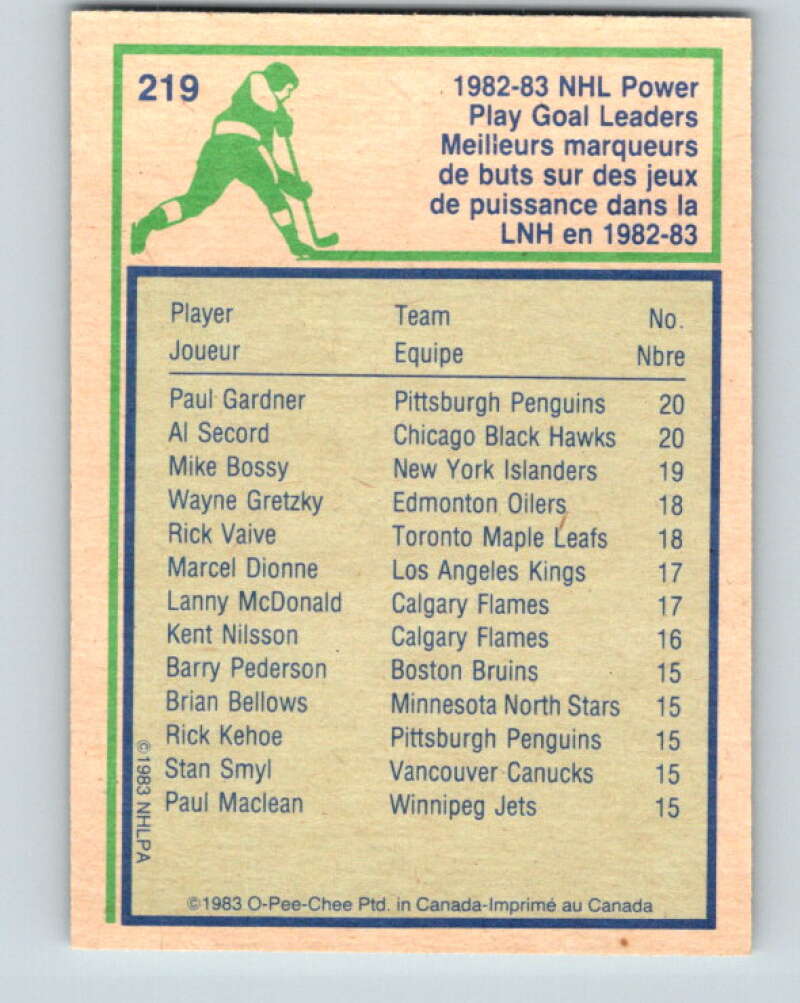 219
1982-83 NHL Power
Play Goal Leaders
Meilleurs marqueurs
de buts sur des jeux
de puissance dans la
LNH en 1982-83
Player Team No.
Joueur Equipe Nbre
Paul Gardner Pittsburgh Penguins 20
Al Secord Chicago Black Hawks 20
Mike Bossy New York Islanders 19
Wayne Gretzky Edmonton Oilers 18
Rick Vaive Toronto Maple Leafs 18
Marcel Dionne Los Angeles Kings 17
Lanny McDonald Calgary Flames 17
Kent Nilsson Calgary Flames 16
Barry Pederson Boston Bruins 15
Brian Bellows Minnesota North Stars 15
Rick Kehoe Pittsburgh Penguins 15
Stan Smyl Vancouver Canucks 15
Paul Maclean Winnipeg Jets 15
©1983 NHLPA
©1983 O-Pee-Chee Ptd. in Canada-Imprimé au Canada